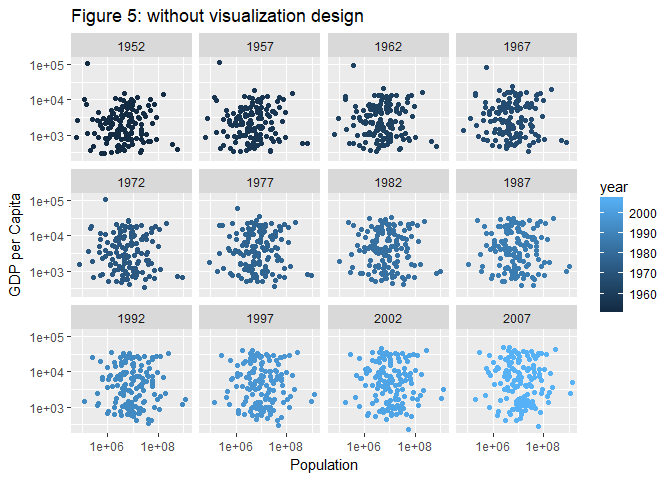 Figure 5: without visualization design
1952 1957 1962 1967
1e+05
1e+04
1e+03
1972 1977 1982 1987
1e+05
1e+04
1e+03
1992 1997 2002 2007
1e+05
1e+04
1e+03
1e+06 1e+08 1e+06 1e+08 1e+06 1e+08 1e+06 1e+08
Population
GDP per Capita
year
2000
1990
1980
1970
1960